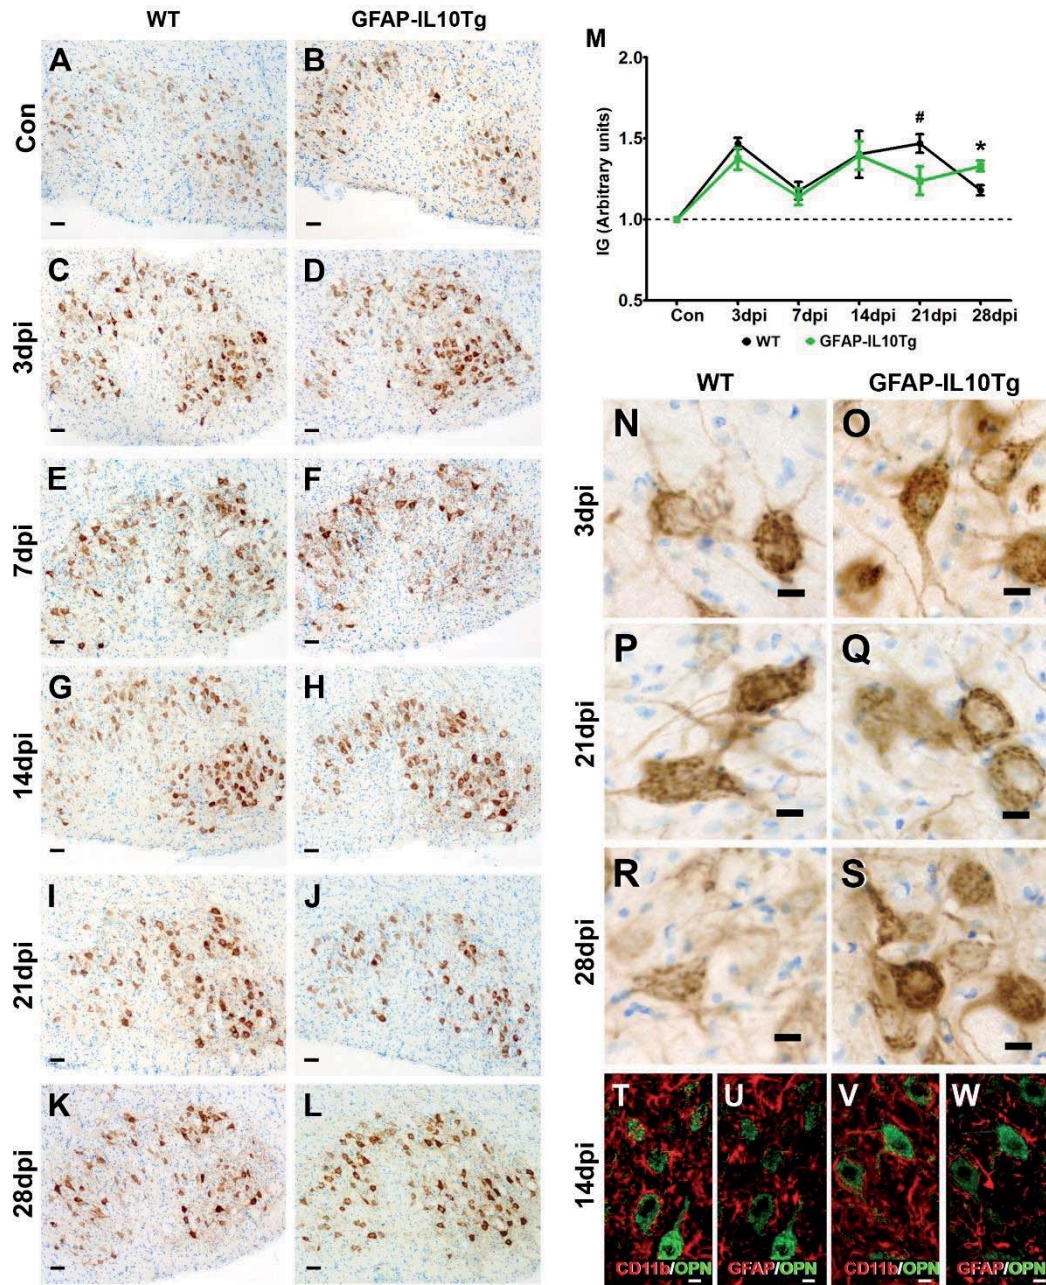 WT GFAP-IL10Tg
Con A B
3dpi C D
7dpi E F
14dpi G H
21dpi I J
28dpi K L
M
IG (Arbitrary units)
2.0
1.5
1.0
0.5
# *
Con 3dpi 7dpi 14dpi 21dpi 28dpi
WT GFAP-IL10Tg
WT GFAP-IL10Tg
3dpi N O
21dpi P Q
28dpi R S
14dpi T U V W
CD11b/OPN GFAP/OPN CD11b/OPN GFAP/OPN